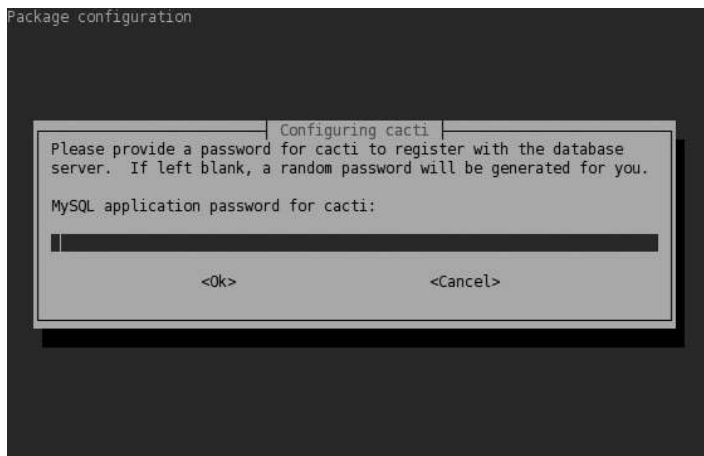 Package configuration
Configuring cacti
Please provide a password for cacti to register with the database
server.  If left blank, a random password will be generated for you.
MySQL application password for cacti:
<Ok>
<Cancel>